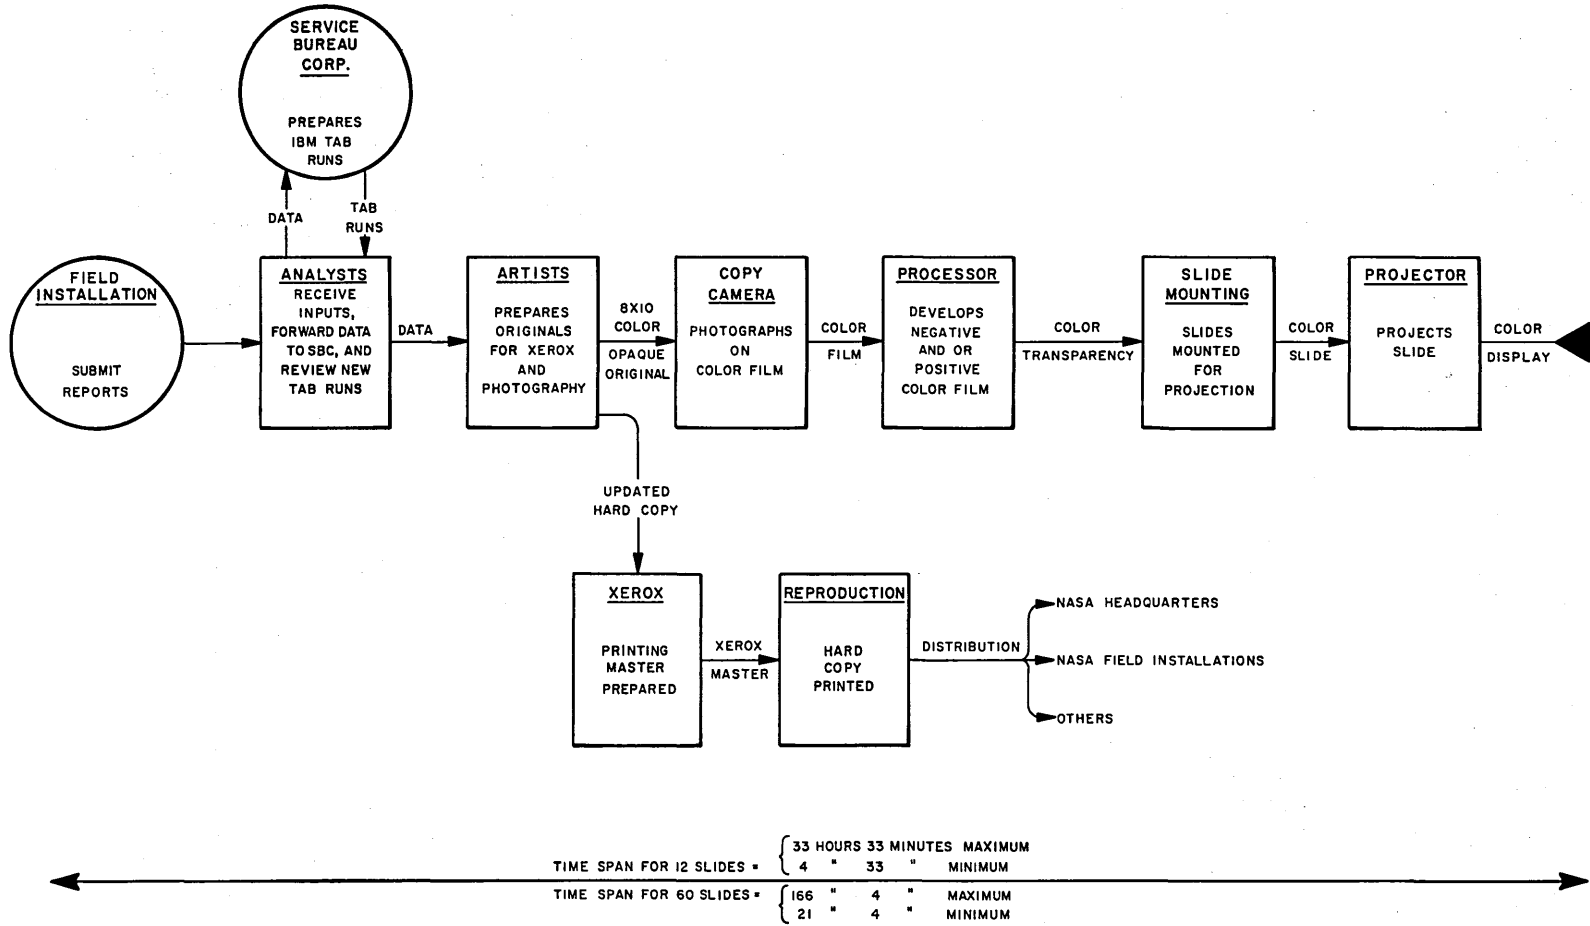 SERVICE
BUREAU
CORP.
PREPARES
IBM TAB
RUNS
DATA
TAB
RUNS
FIELD
INSTALLATION
SUBMIT
REPORTS
ANALYSTS
RECEIVE
INPUTS,
FORWARD DATA
TO SBC, AND
REVIEW NEW
TAB RUNS
DATA
ARTISTS
PREPARES
ORIGINALS
FOR XEROX
AND
PHOTOGRAPHY
8X10
COLOR
OPAQUE
ORIGINAL
COPY
CAMERA
PHOTOGRAPHS
ON
COLOR FILM
COLOR
FILM
PROCESSOR
DEVELOPS
NEGATIVE
AND OR
POSITIVE
COLOR FILM
COLOR
TRANSPARENCY
SLIDE
MOUNTING
SLIDES
MOUNTED
FOR
PROJECTION
COLOR
SLIDE
PROJECTOR
PROJECTS
SLIDE
COLOR
DISPLAY
UPDATED
HARD COPY
XEROX
PRINTING
MASTER
PREPARED
XEROX
MASTER
REPRODUCTION
HARD
COPY
PRINTED
DISTRIBUTION
NASA HEADQUARTERS
NASA FIELD INSTALLATIONS
OTHERS
TIME SPAN FOR 12 SLIDES =
33 HOURS 33 MINUTES MAXIMUM
4 " 33 " MINIMUM
TIME SPAN FOR 60 SLIDES =
166 " 4 " MAXIMUM
21 " 4 " MINIMUM